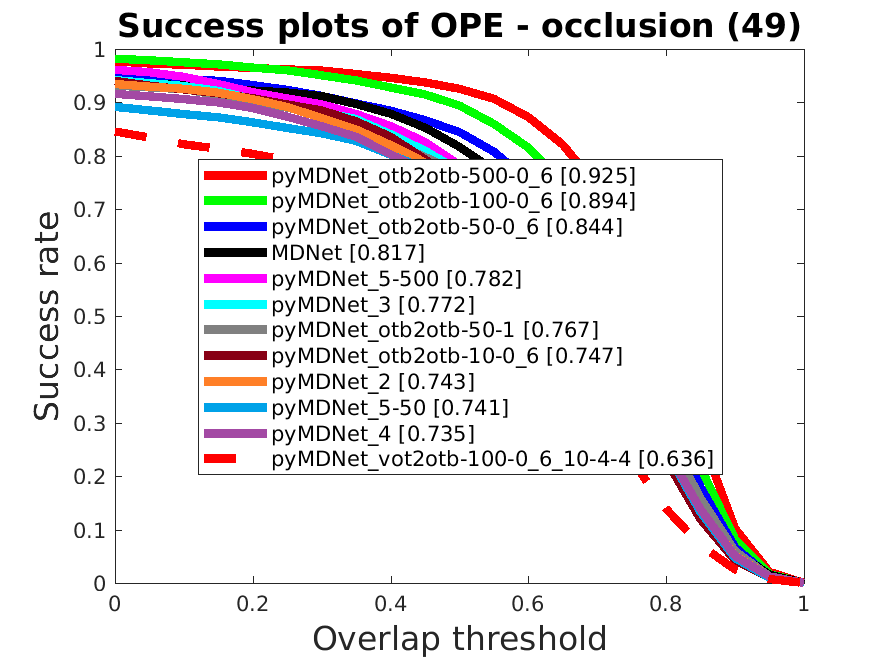 Success plots of OPE - occlusion (49)
1
0.9
0.8
0.7
0.6
0.5
0.4
0.3
0.2
0.1
0
Success rate
pyMDNet_otb2otb-500-0_6 [0.925]
pyMDNet_otb2otb-100-0_6 [0.894]
pyMDNet_otb2otb-50-0_6 [0.844]
MDNet [0.817]
pyMDNet_5-500 [0.782]
pyMDNet_3 [0.772]
pyMDNet_otb2otb-50-1 [0.767]
pyMDNet_otb2otb-10-0_6 [0.747]
pyMDNet_2 [0.743]
pyMDNet_5-50 [0.741]
pyMDNet_4 [0.735]
pyMDNet_vot2otb-100-0_6_10-4-4 [0.636]
0 0.2 0.4 0.6 0.8 1
Overlap threshold